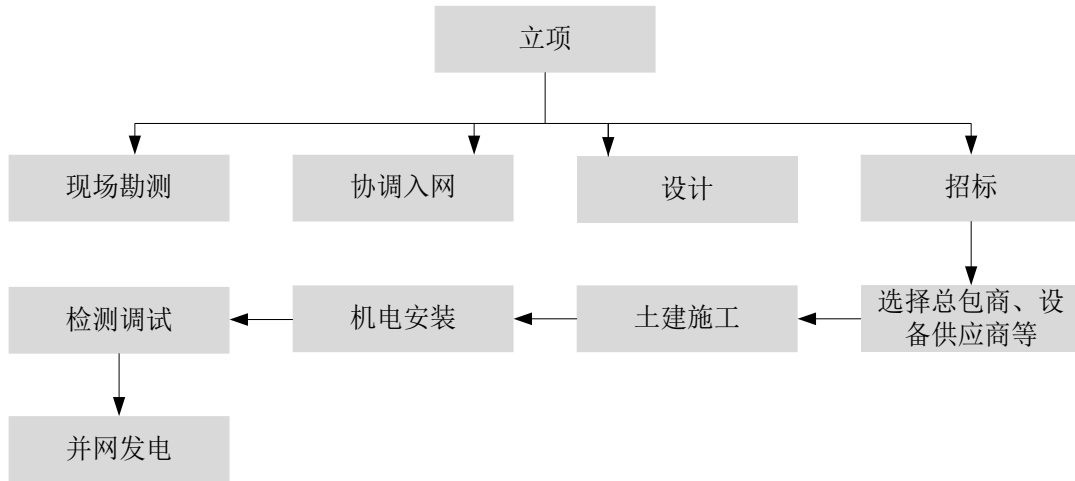 立项
现场勘测
协调入网
设计
招标
检测调试
机电安装
土建施工
选择总包商、设
备供应商等
并网发电